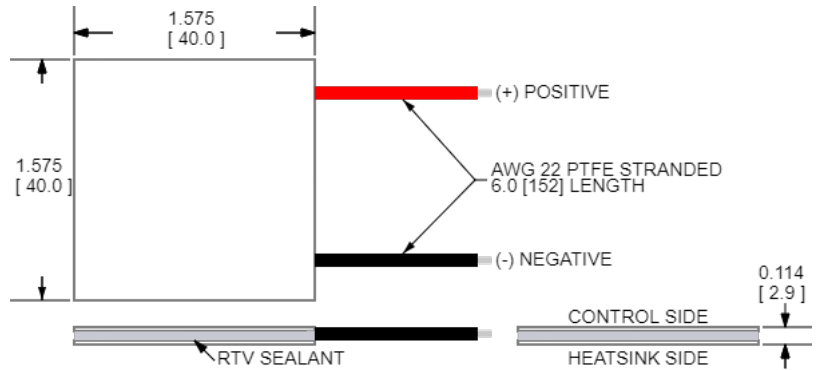 1.575
[ 40.0 ]
(+) POSITIVE
1.575
[ 40.0 ]
AWG 22 PTFE STRANDED
6.0 [152] LENGTH
(-) NEGATIVE
0.114
[ 2.9 ]
CONTROL SIDE
RTV SEALANT
HEATSINK SIDE